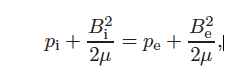 p_i + \frac{B_i^2}{2\mu} = p_e + \frac{B_e^2}{2\mu},